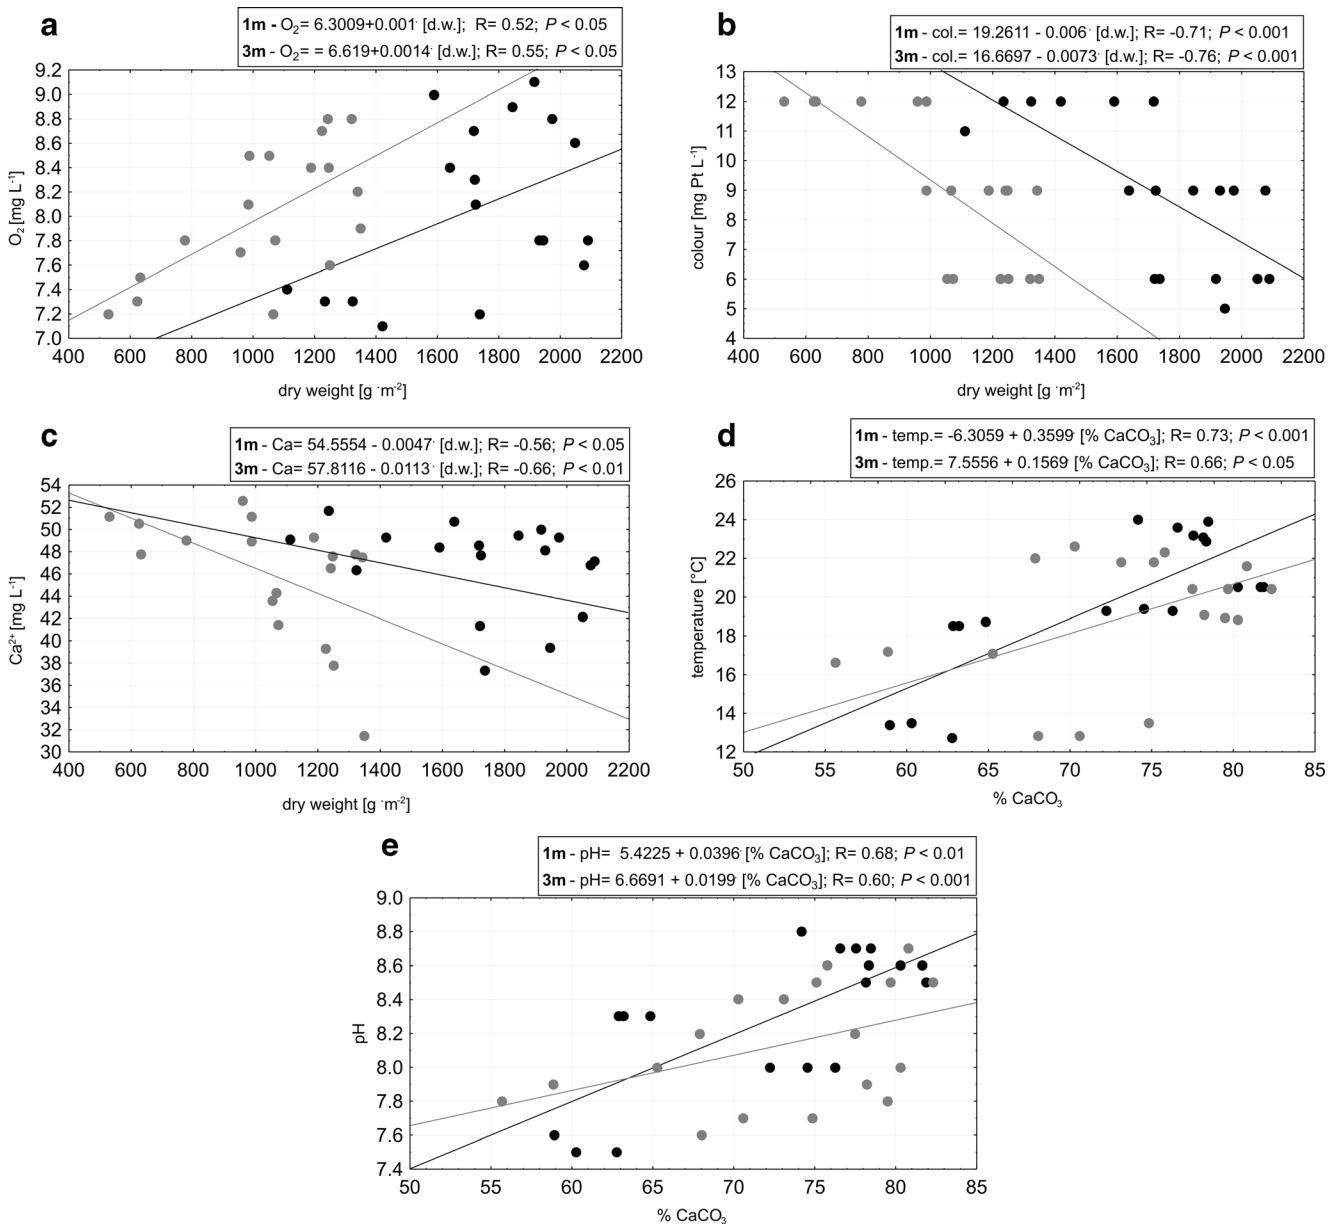 a
1m - O₂= 6.3009+0.001· [d.w.]; R= 0.52; P < 0.05
3m - O₂= = 6.619+0.0014· [d.w.]; R= 0.55; P < 0.05
9.2
9.0
8.8
8.6
8.4
8.2
8.0
7.8
7.6
7.4
7.2
7.0
O₂ [mg L⁻¹]
400 600 800 1000 1200 1400 1600 1800 2000 2200
dry weight [g ·m⁻²]
b
1m - col.= 19.2611 - 0.006· [d.w.]; R= -0.71; P < 0.001
3m - col.= 16.6697 - 0.0073· [d.w.]; R= -0.76; P < 0.001
13
12
11
10
9
8
7
6
5
4
colour [mg Pt L⁻¹]
400 600 800 1000 1200 1400 1600 1800 2000 2200
dry weight [g ·m⁻²]
c
1m - Ca= 54.5554 - 0.0047· [d.w.]; R= -0.56; P < 0.05
3m - Ca= 57.8116 - 0.0113· [d.w.]; R= -0.66; P < 0.01
54
52
50
48
46
44
42
40
38
36
34
32
30
Ca²⁺ [mg L⁻¹]
400 600 800 1000 1200 1400 1600 1800 2000 2200
dry weight [g ·m⁻²]
d
1m - temp.= -6.3059 + 0.3599· [% CaCO₃]; R= 0.73; P < 0.001
3m - temp.= 7.5556 + 0.1569· [% CaCO₃]; R= 0.66; P < 0.05
26
24
22
20
18
16
14
12
temperature [°C]
50 55 60 65 70 75 80 85
% CaCO₃
e
1m - pH= 5.4225 + 0.0396· [% CaCO₃]; R= 0.68; P < 0.01
3m - pH= 6.6691 + 0.0199· [% CaCO₃]; R= 0.60; P < 0.001
9.0
8.8
8.6
8.4
8.2
8.0
7.8
7.6
7.4
pH
50 55 60 65 70 75 80 85
% CaCO₃